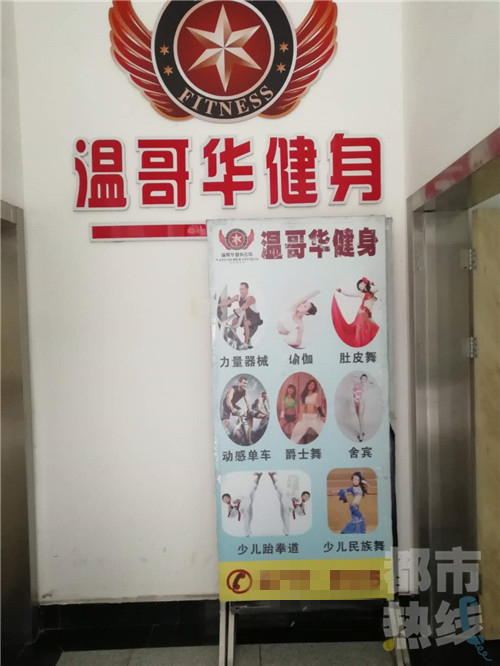 FITNESS
温哥华健身
温哥华健身
力量器械 瑜伽 肚皮舞
动感单车 爵士舞 舍宾
少儿跆拳道 少儿民族舞
都市
热线